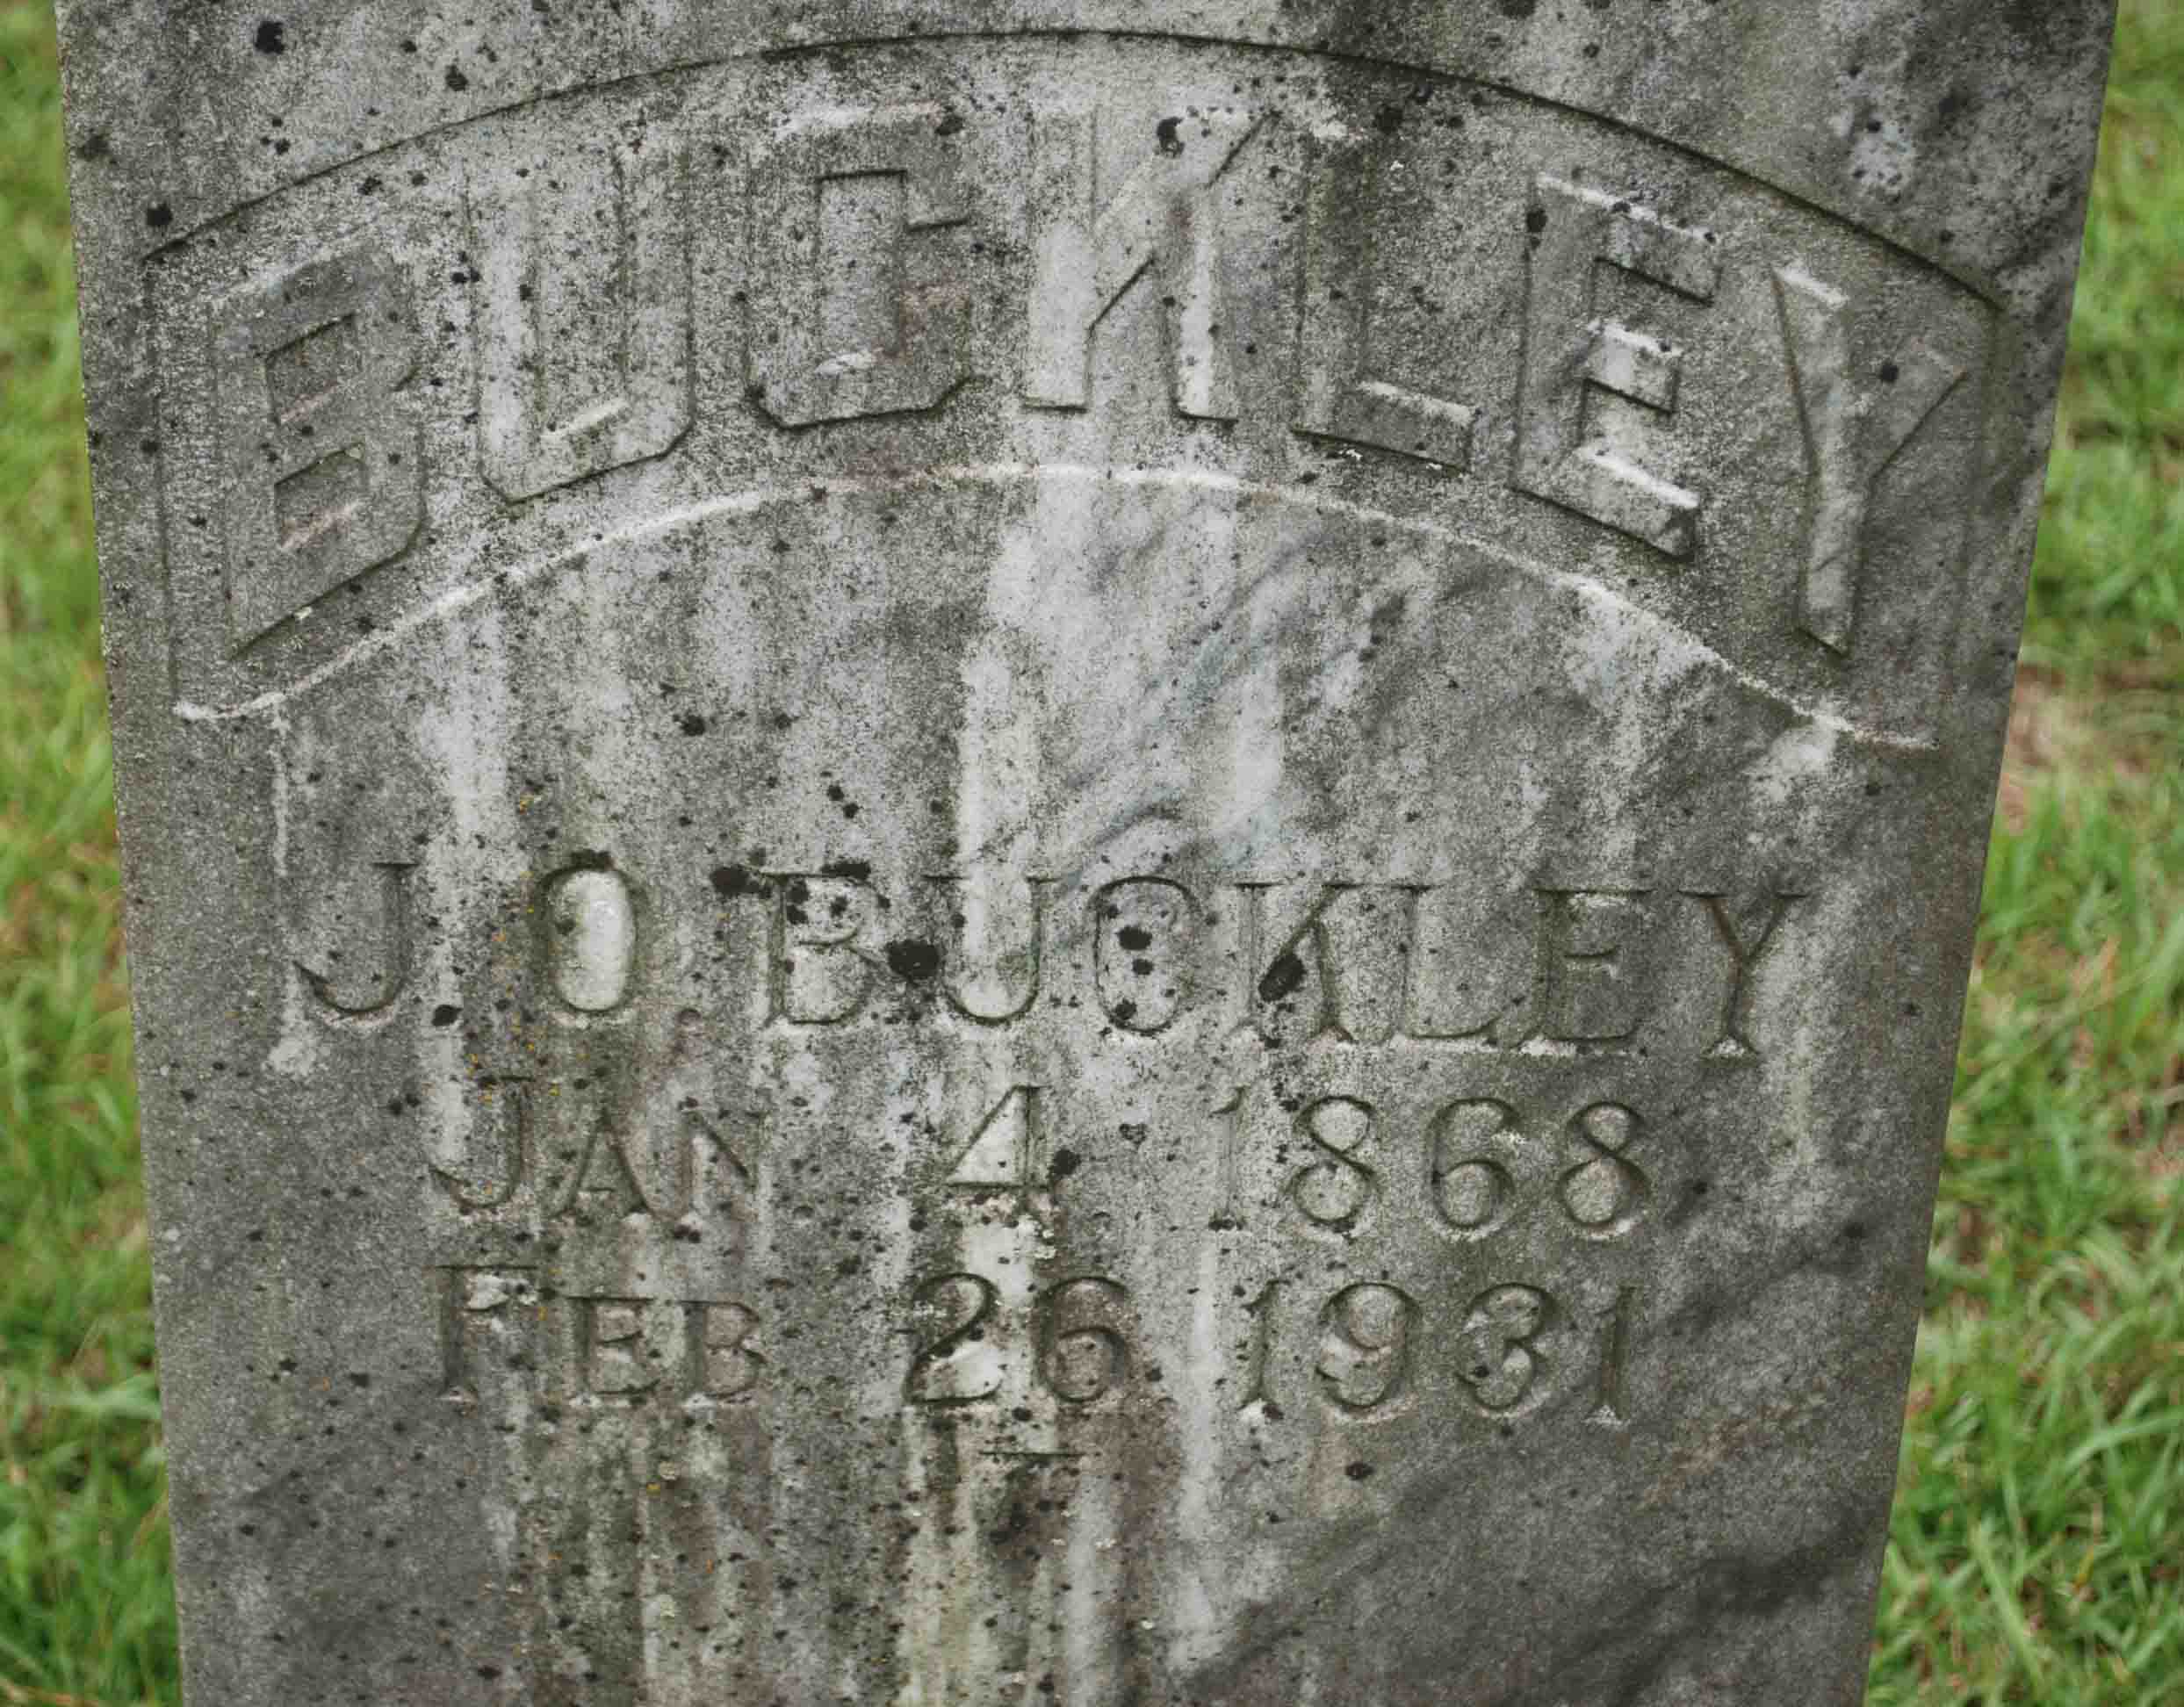 BUCKLEY
J. O. BUCKLEY
JAN 4 1868
FEB 26 1931